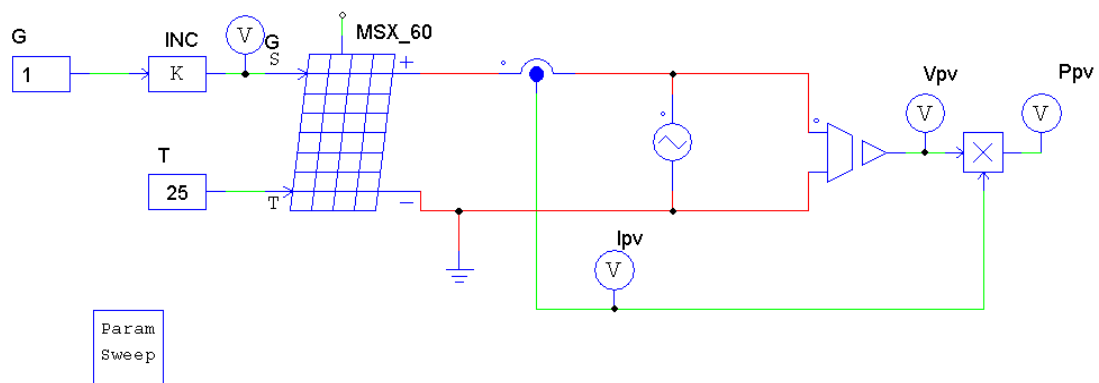 G
1
INC
K
V
G
S
MSX_60
+
T
25
T
−
V
Ipv
V
Vpv
V
Ppv
Param
Sweep